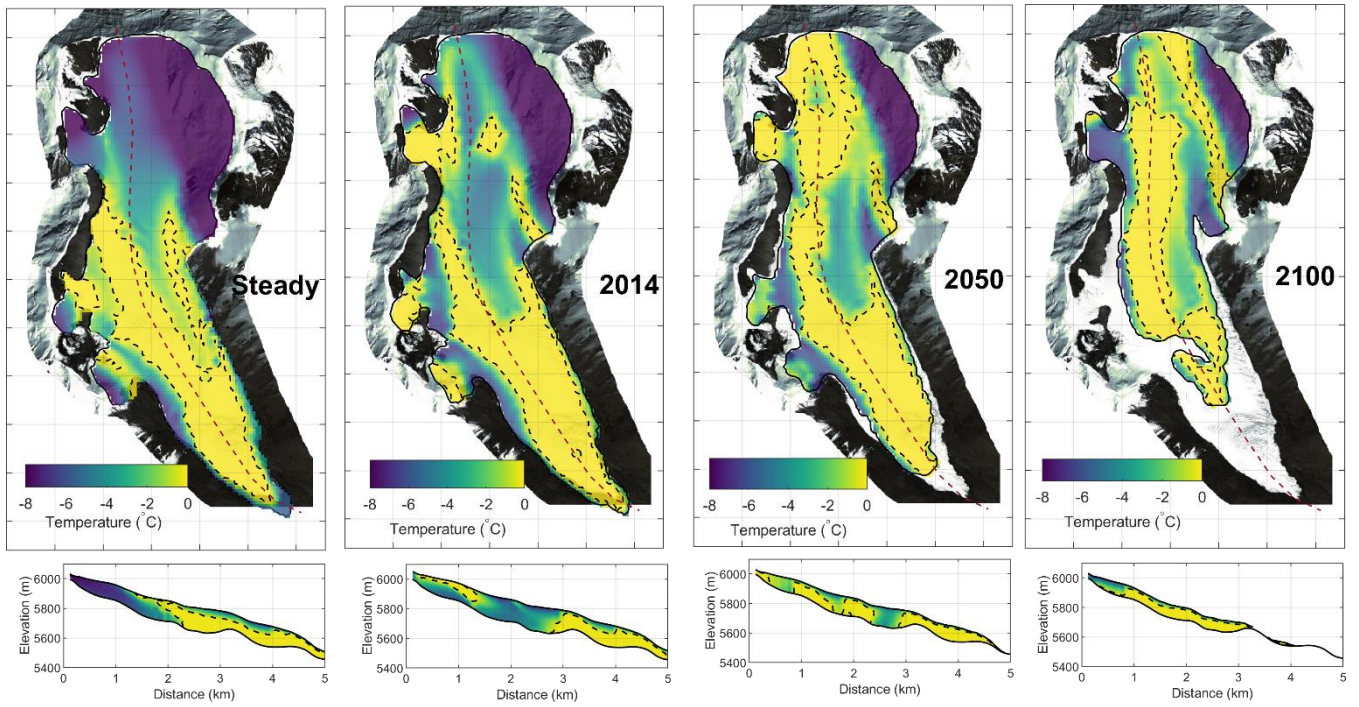 Steady
2014
2050
2100
-8 -6 -4 -2 0
Temperature (°C)
-8 -6 -4 -2 0
Temperature (°C)
-8 -6 -4 -2 0
Temperature (°C)
-8 -6 -4 -2 0
Temperature (°C)
6000
5800
5600
5400
Elevation (m)
0 1 2 3 4 5
Distance (km)
6000
5800
5600
5400
Elevation (m)
0 1 2 3 4 5
Distance (km)
6000
5800
5600
5400
Elevation (m)
0 1 2 3 4 5
Distance (km)
6000
5800
5600
5400
Elevation (m)
0 1 2 3 4 5
Distance (km)